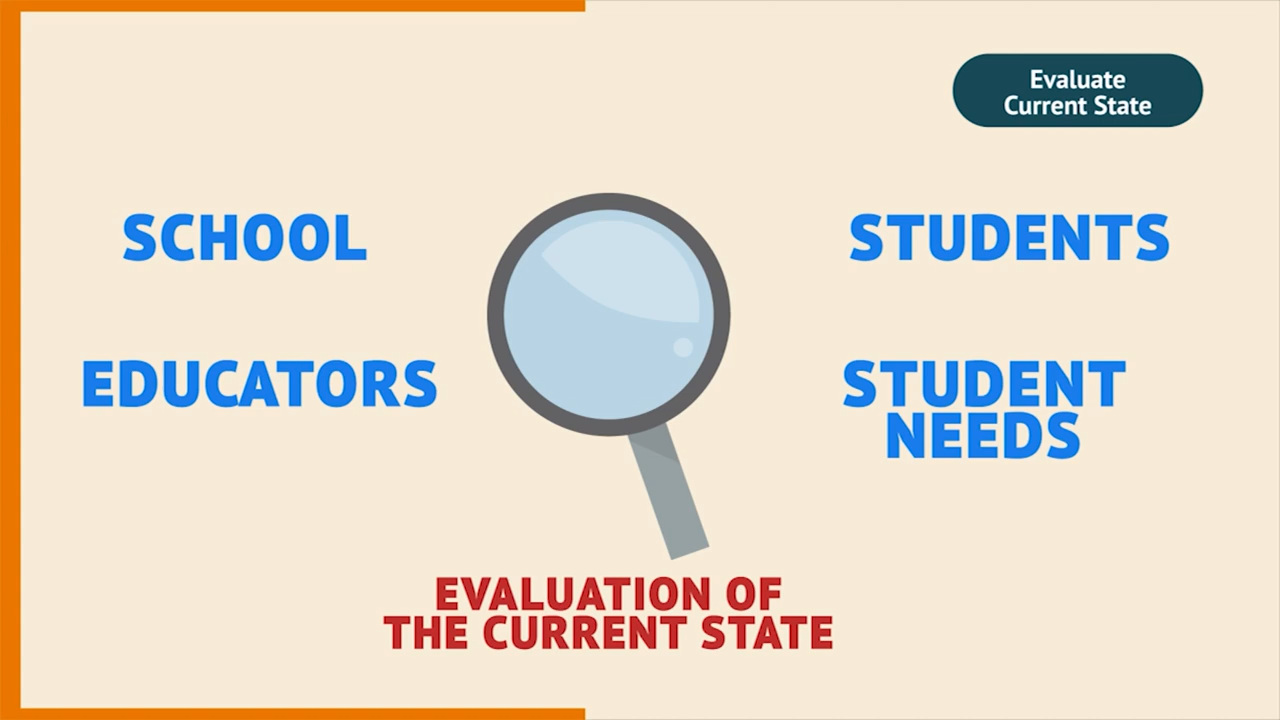 Evaluate
Current State
SCHOOL
STUDENTS
EDUCATORS
STUDENT
NEEDS
EVALUATION OF
THE CURRENT STATE